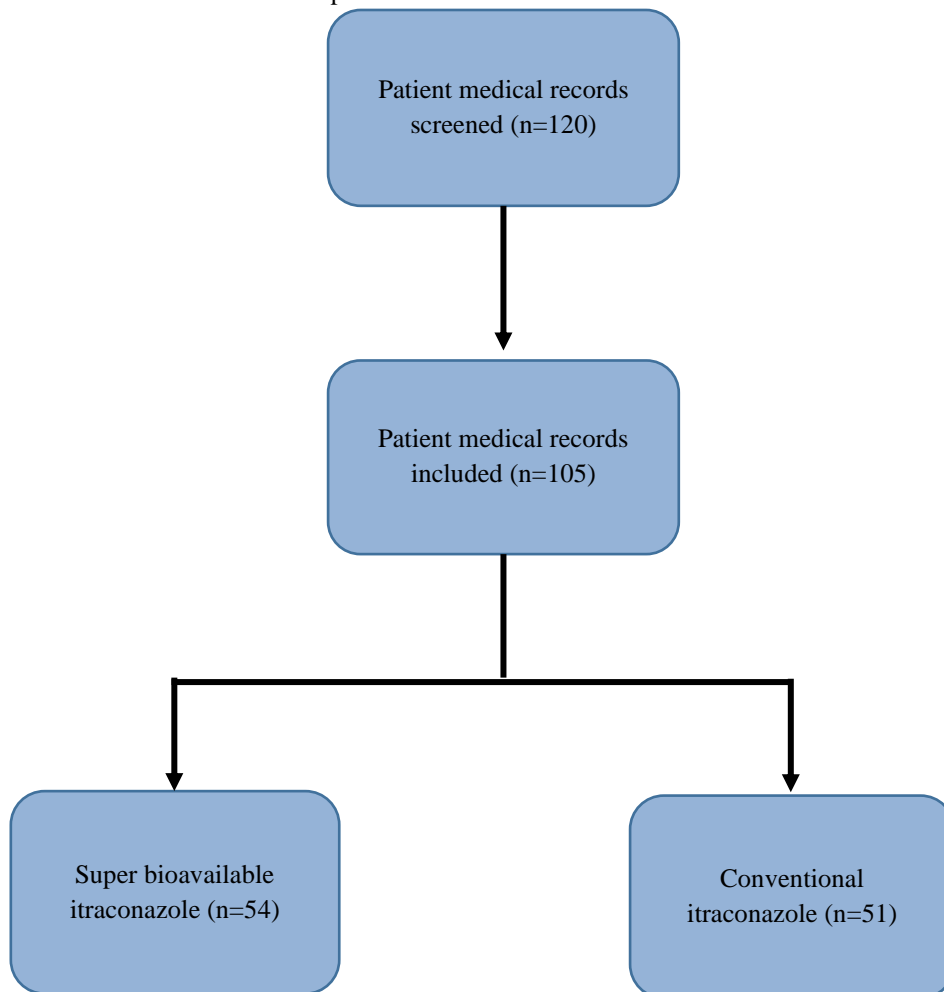 Patient medical records
screened (n=120)
Patient medical records
included (n=105)
Super bioavailable
itraconazole (n=54)
Conventional
itraconazole (n=51)